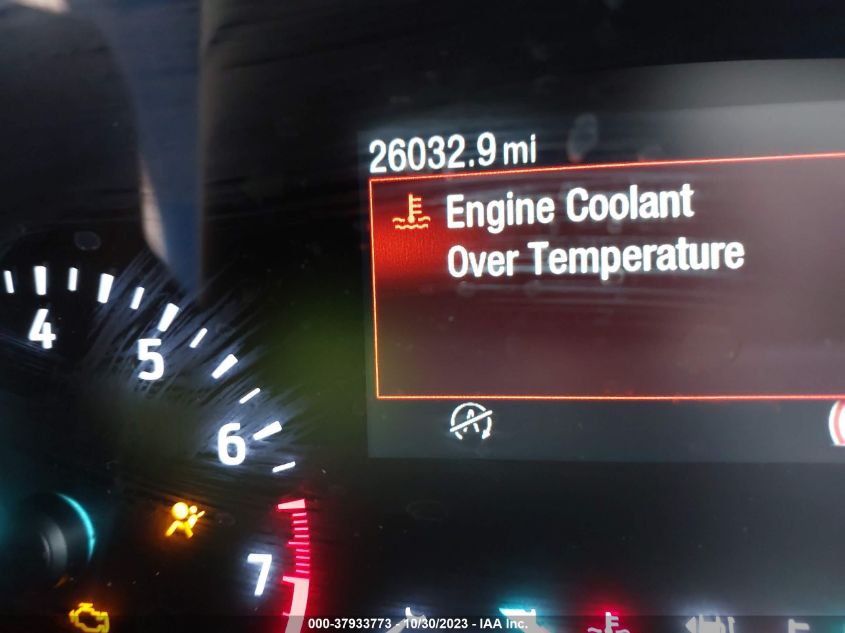 26032.9 mi
Engine Coolant
Over Temperature
4
5
6
7
A
000-37933773 - 10/30/2023 - IAA Inc.